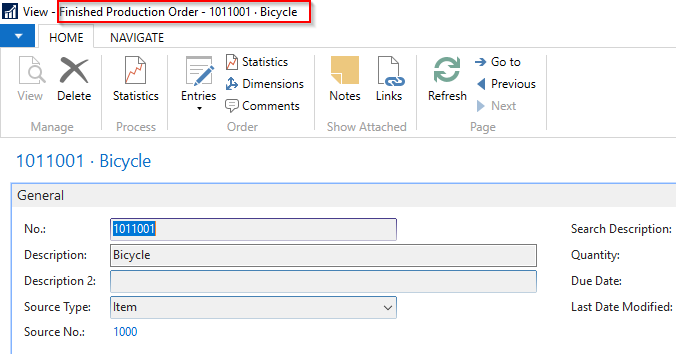 View - Finished Production Order - 1011001 · Bicycle
HOME NAVIGATE
View Delete Statistics Entries Statistics Dimensions Comments Notes Links Refresh Go to Previous Next
Manage Process Order Show Attached Page
1011001 · Bicycle
General
No.: 1011001 Search Description:
Description: Bicycle Quantity:
Description 2: Due Date:
Source Type: Item Last Date Modified:
Source No.: 1000